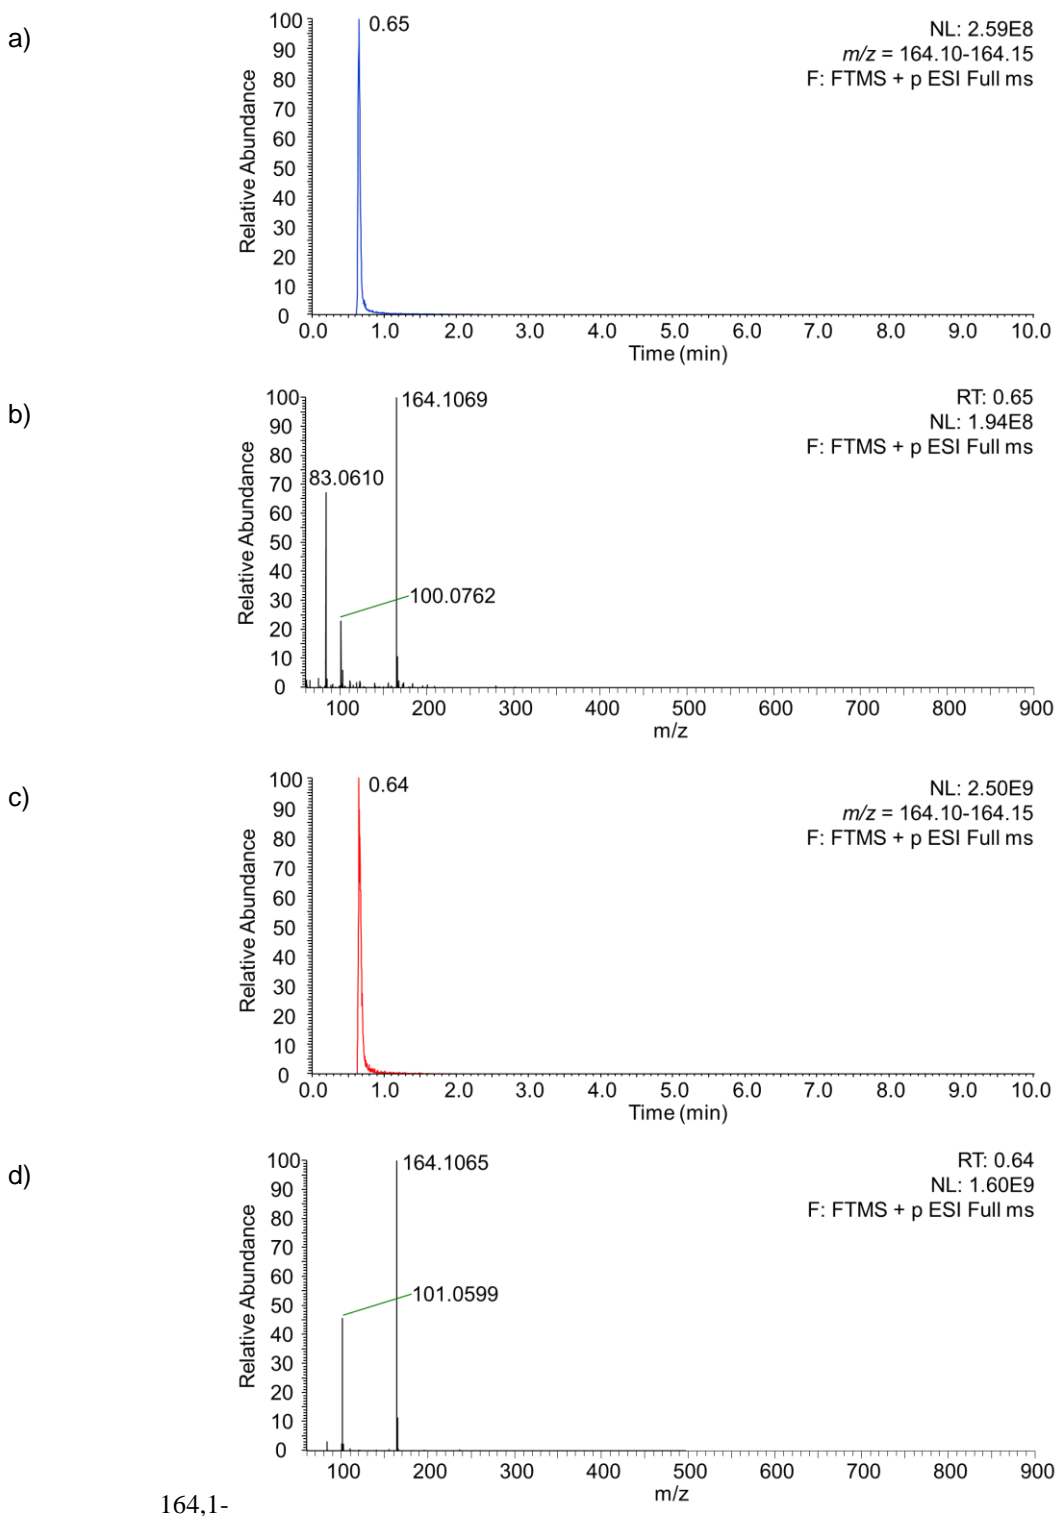 a)
100
90
80
70
60
50
40
30
20
10
0
Relative Abundance
0.65
NL: 2.59E8
m/z = 164.10-164.15
F: FTMS + p ESI Full ms
0.0 1.0 2.0 3.0 4.0 5.0 6.0 7.0 8.0 9.0 10.0
Time (min)
b)
100
90
80
70
60
50
40
30
20
10
0
Relative Abundance
164.1069
83.0610
100.0762
RT: 0.65
NL: 1.94E8
F: FTMS + p ESI Full ms
100 200 300 400 500 600 700 800 900
m/z
c)
100
90
80
70
60
50
40
30
20
10
0
Relative Abundance
0.64
NL: 2.50E9
m/z = 164.10-164.15
F: FTMS + p ESI Full ms
0.0 1.0 2.0 3.0 4.0 5.0 6.0 7.0 8.0 9.0 10.0
Time (min)
d)
100
90
80
70
60
50
40
30
20
10
0
Relative Abundance
164.1065
101.0599
RT: 0.64
NL: 1.60E9
F: FTMS + p ESI Full ms
100 200 300 400 500 600 700 800 900
m/z
164,1-